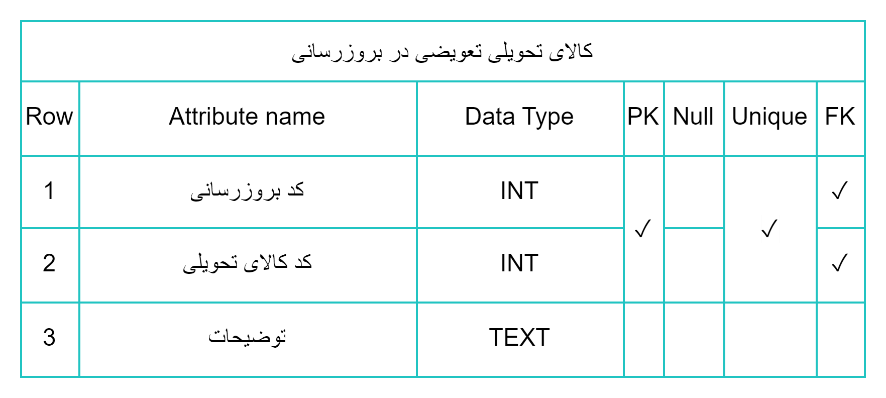 کالای تحویلی تعویضی در بروزرسانی
Row Attribute name Data Type PK Null Unique FK
1 کد بروزرسانی INT ✓ ✓ ✓
2 کد کالای تحویلی INT ✓
3 توضیحات TEXT